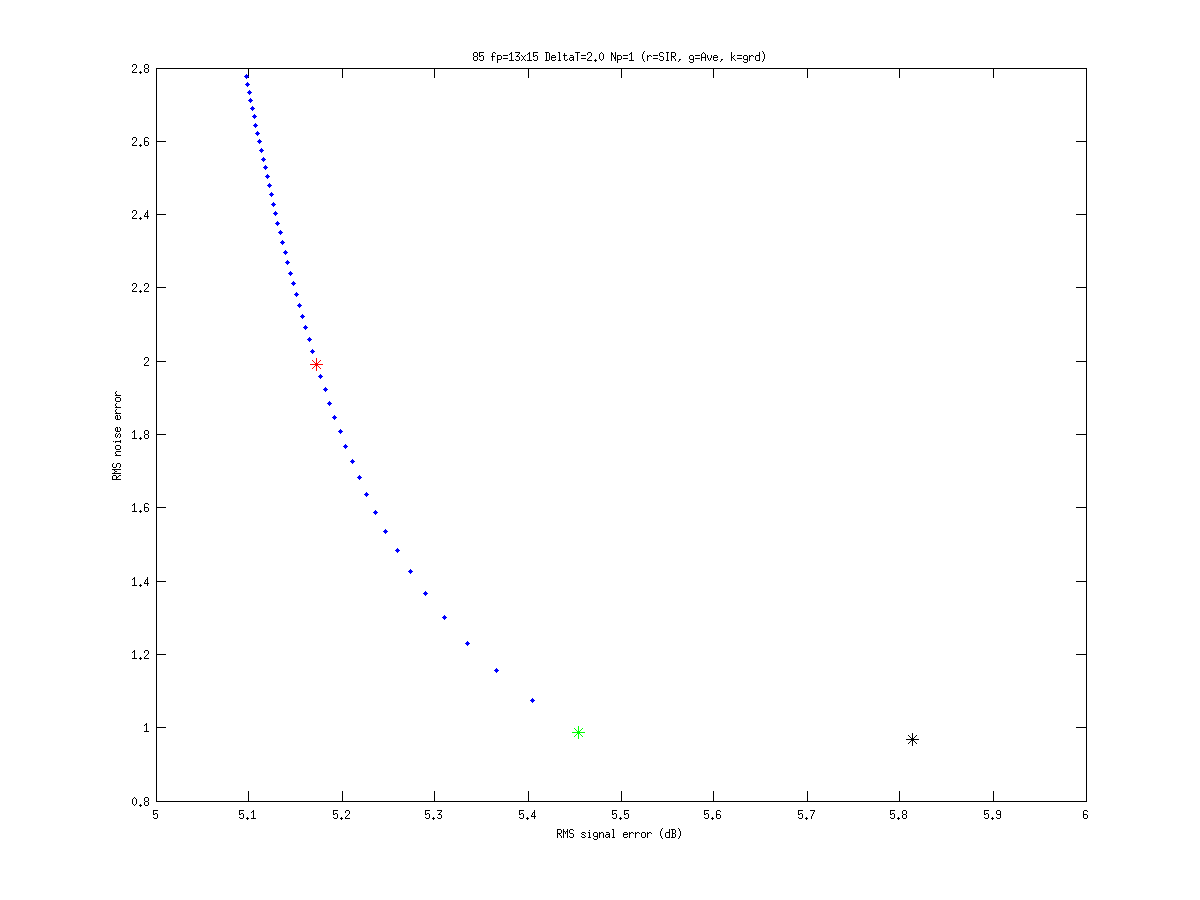 85 fp=13x15 DeltaT=2.0 Np=1 (r=SIR, g=Ave, k=grd)
2.8
2.6
2.4
2.2
2
1.8
1.6
1.4
1.2
1
0.8
RMS noise error
5 5.1 5.2 5.3 5.4 5.5 5.6 5.7 5.8 5.9 6
RMS signal error (dB)